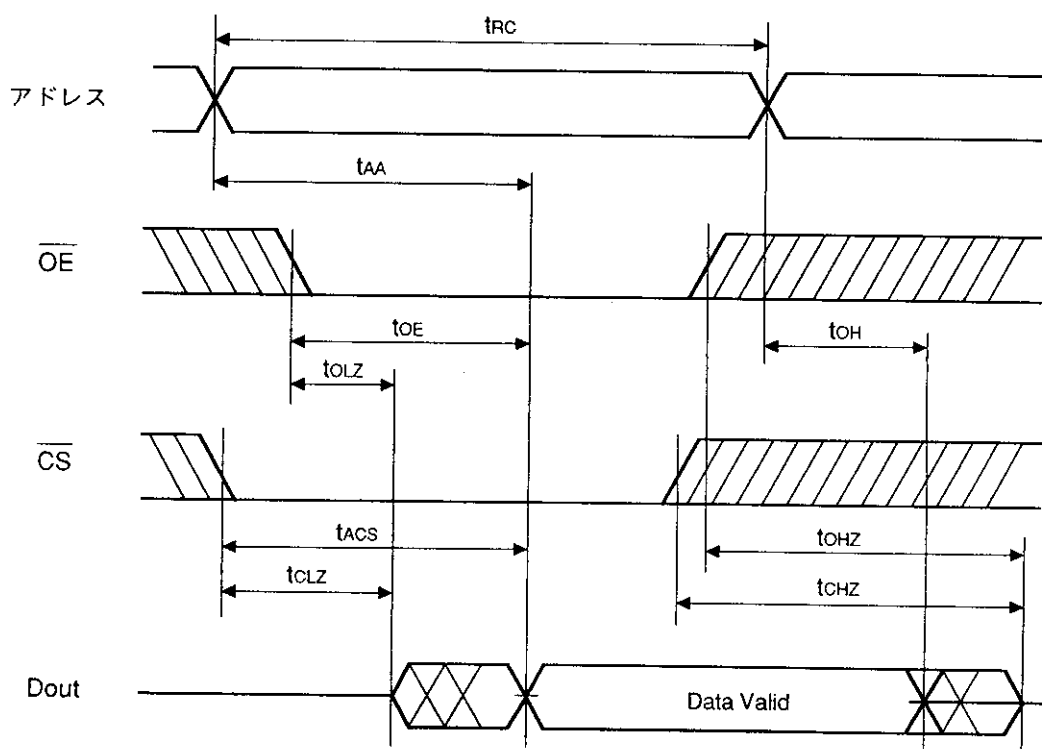 tRC
アドレス
tAA
OE
tOE
tOH
tOLZ
CS
tACS
tOHZ
tCLZ
tCHZ
Dout
Data Valid